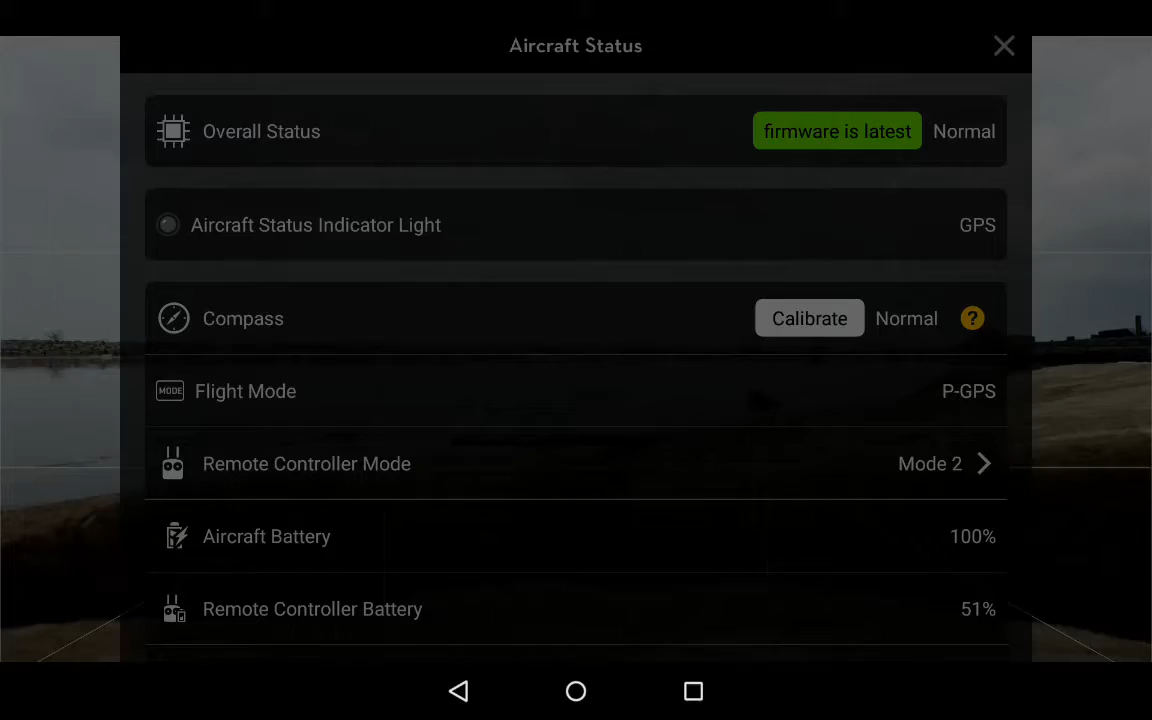 Aircraft Status
Overall Status firmware is latest Normal
Aircraft Status Indicator Light GPS
Compass Calibrate Normal ?
MODE Flight Mode P-GPS
Remote Controller Mode Mode 2
Aircraft Battery 100%
Remote Controller Battery 51%